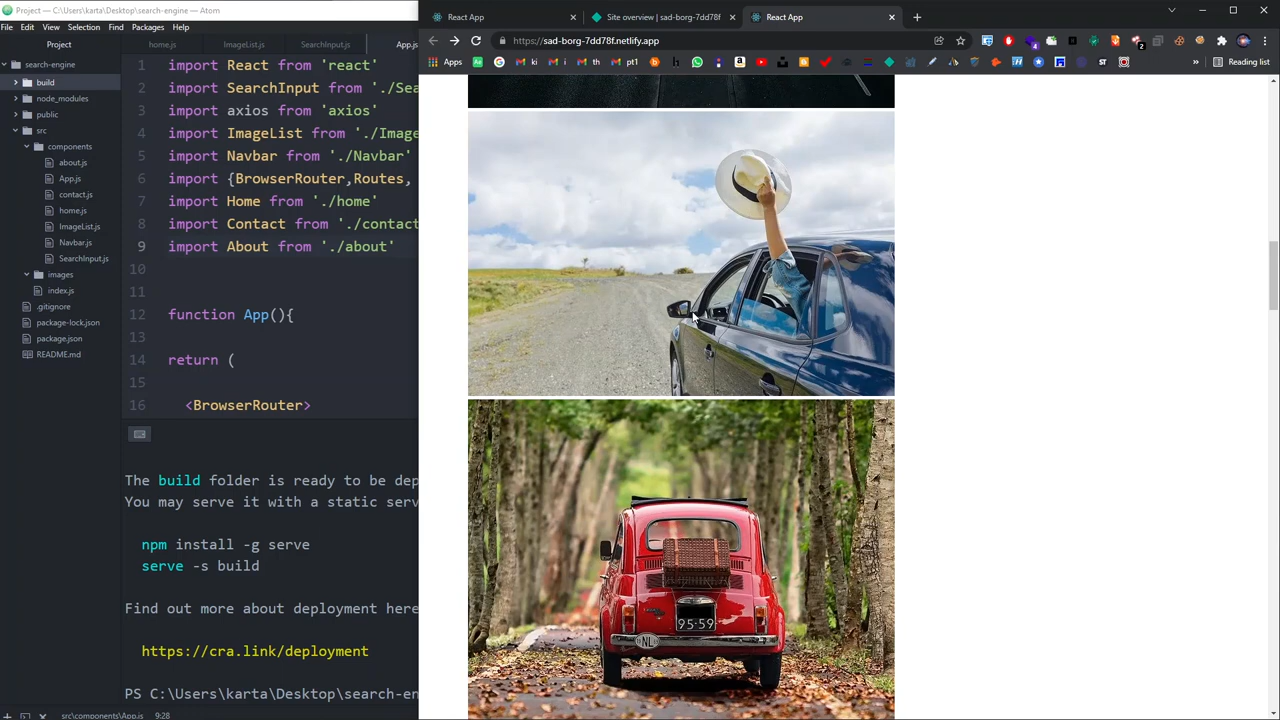 Project — C:\Users\karta\Desktop\search-engine — Atom
File Edit View Selection Find Packages Help
Project
search-engine
build
node_modules
public
src
components
about.js
App.js
contact.js
home.js
ImageList.js
Navbar.js
SearchInput.js
images
index.js
.gitignore
package-lock.json
package.json
README.md
home.js ImageList.js SearchInput.js App.js
1 import React from 'react'
2 import SearchInput from './Sea
3 import axios from 'axios'
4 import ImageList from './Image
5 import Navbar from './Navbar'
6 import {BrowserRouter,Routes,
7 import Home from './home'
8 import Contact from './contact
9 import About from './about'
10
11
12 function App(){
13
14 return (
15
16 <BrowserRouter>
The build folder is ready to be dep
You may serve it with a static serv
npm install -g serve
serve -s build
Find out more about deployment here
https://cra.link/deployment
PS C:\Users\karta\Desktop\search-en
src\components\App.js 9:28
React App
Site overview | sad-borg-7dd78f
React App
https://sad-borg-7dd78f.netlify.app
Apps ki i th pt1
Reading list
95-59
NL